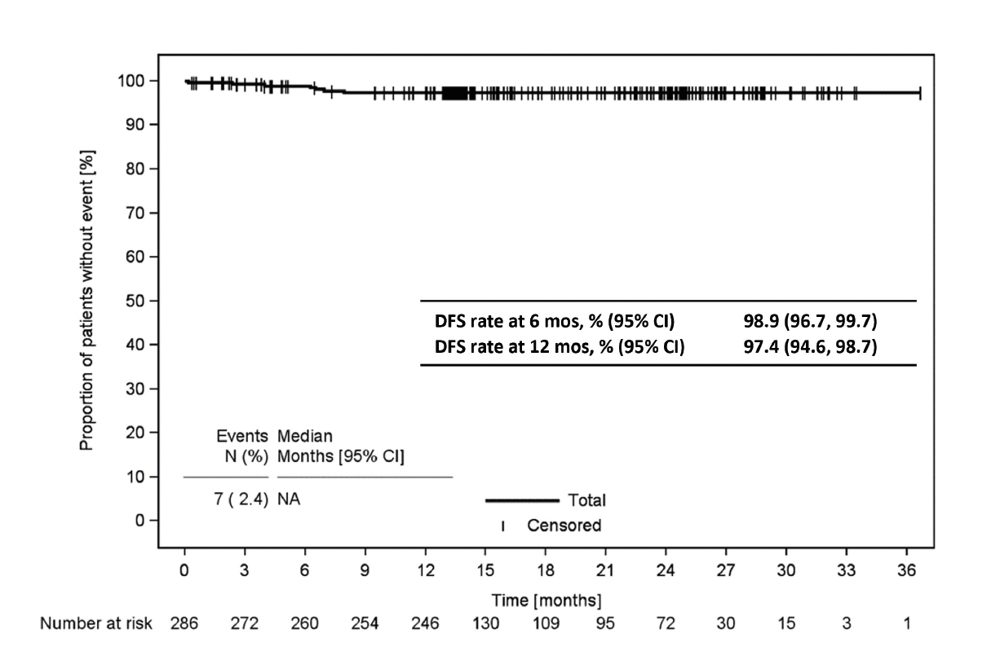 Proportion of patients without event [%]
100
90
80
70
60
50
40
30
20
10
0
DFS rate at 6 mos, % (95% CI) 98.9 (96.7, 99.7)
DFS rate at 12 mos, % (95% CI) 97.4 (94.6, 98.7)
Events Median
N (%) Months [95% CI]
7 ( 2.4) NA
Total
Censored
0 3 6 9 12 15 18 21 24 27 30 33 36
Time [months]
Number at risk 286 272 260 254 246 130 109 95 72 30 15 3 1